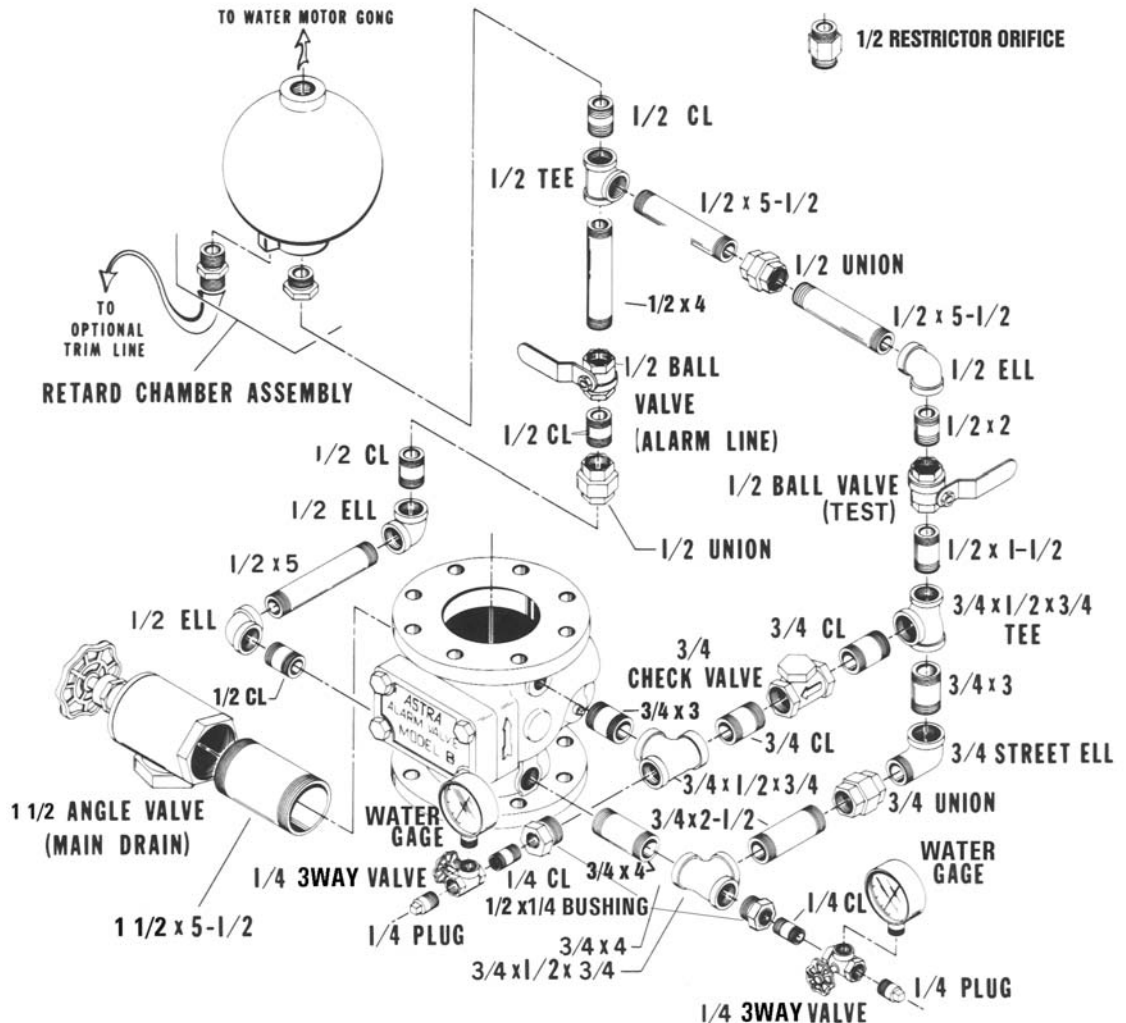 TO WATER MOTOR GONG
1/2 RESTRICTOR ORIFICE
1/2 CL
1/2 TEE
1/2 x 5-1/2
1/2 UNION
1/2 x 4
1/2 x 5-1/2
TO
OPTIONAL
TRIM LINE
RETARD CHAMBER ASSEMBLY
1/2 BALL
VALVE
(ALARM LINE)
1/2 ELL
1/2 CL
1/2 x 2
1/2 CL
1/2 BALL VALVE
(TEST)
1/2 ELL
1/2 UNION
1/2 x 1-1/2
1/2 x 5
1/2 ELL
3/4 x 1/2 x 3/4
TEE
3/4 CL
3/4
CHECK VALVE
1/2 CL
ASTRA
ALARM VALVE
MODEL B
3/4 x 3
3/4 x 3
3/4 CL
3/4 STREET ELL
3/4 x 1/2 x 3/4
3/4 UNION
1 1/2 ANGLE VALVE
(MAIN DRAIN)
WATER
GAGE
3/4 x 2-1/2
WATER
GAGE
1/4 3WAY VALVE
1/4 CL
3/4 x 4
1/2 x 1/4 BUSHING
1/4 CL
1 1/2 x 5-1/2
1/4 PLUG
3/4 x 4
3/4 x 1/2 x 3/4
1/4 PLUG
1/4 3WAY VALVE